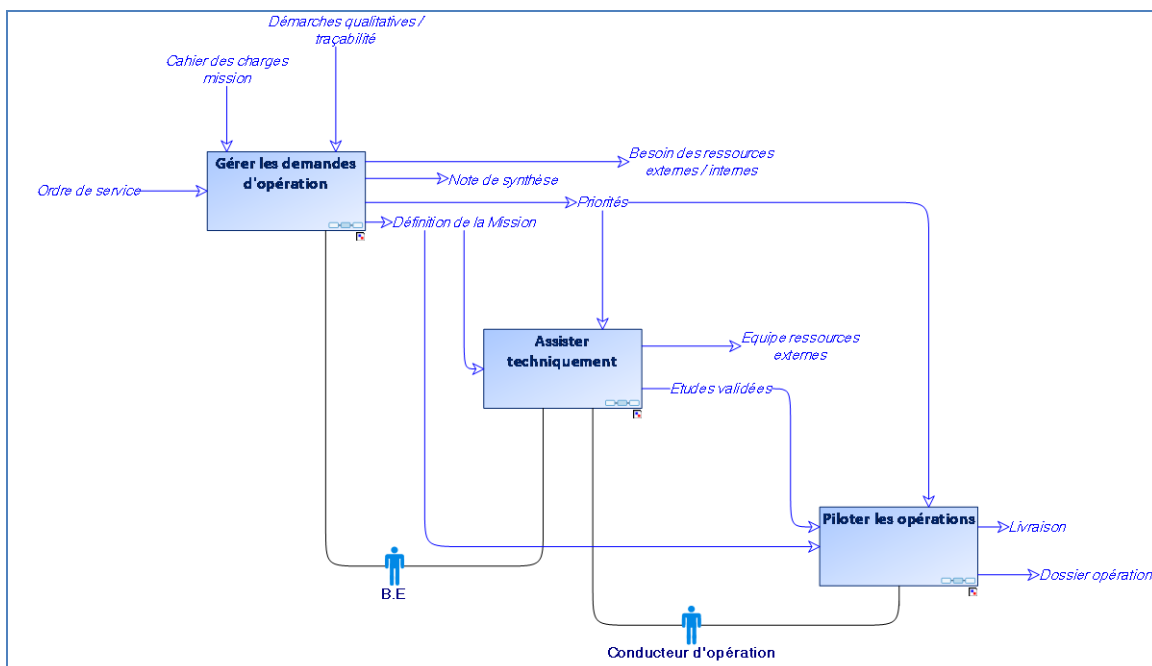 Démarches qualitatives /
traçabilité
Cahier des charges
mission
Gérer les demandes
d'opération
Ordre de service
Besoin des ressources
externes / internes
Note de synthèse
Priorités
Définition de la Mission
Assister
techniquement
Equipe ressources
externes
Etudes validées
Piloter les opérations
Livraison
Dossier opération
B.E
Conducteur d'opération